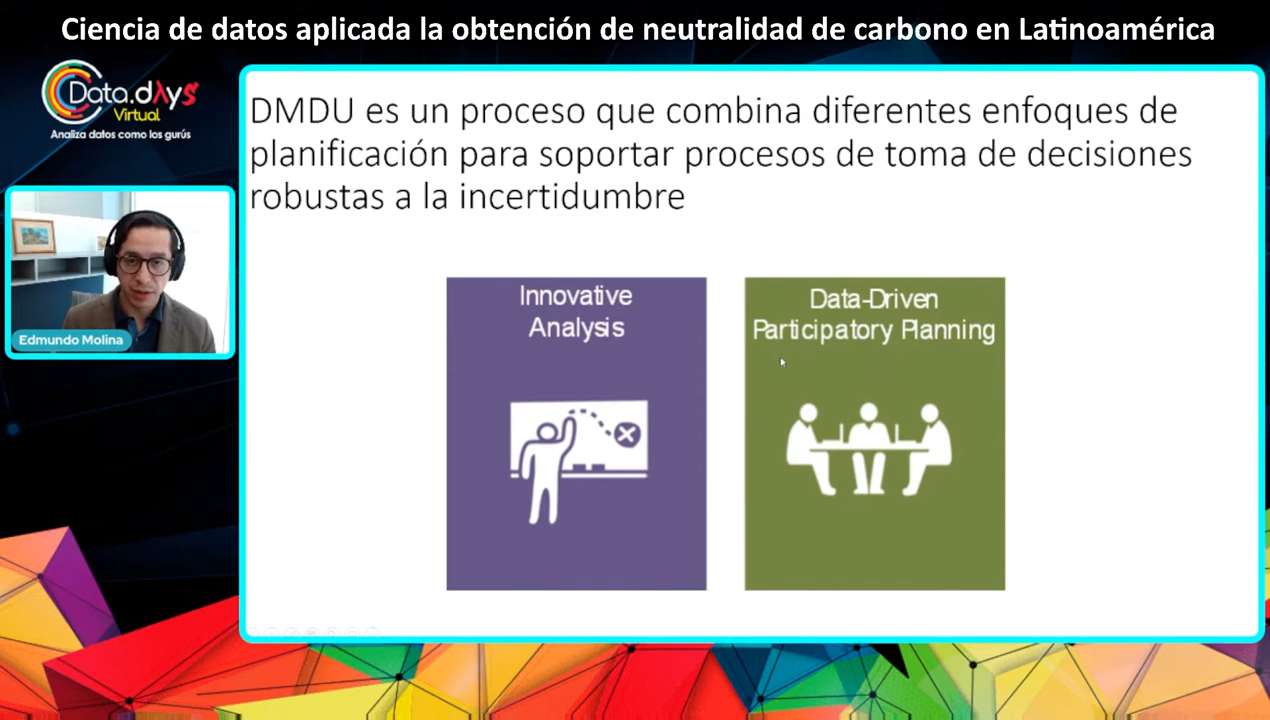 Ciencia de datos aplicada la obtención de neutralidad de carbono en Latinoamérica
Data.dλys
Virtual
Analiza datos como los gurús
DMDU es un proceso que combina diferentes enfoques de
planificación para soportar procesos de toma de decisiones
robustas a la incertidumbre
Edmundo Molina
Innovative
Analysis
Data-Driven
Participatory Planning